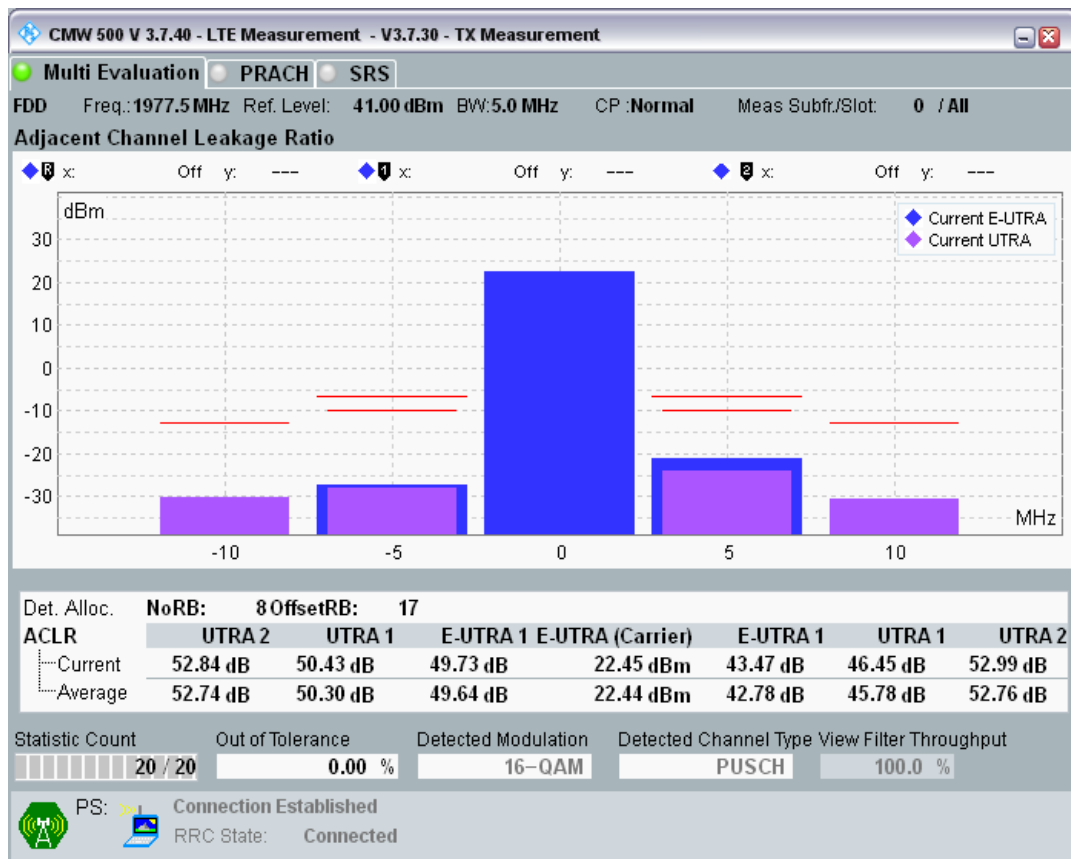 CMW 500 V 3.7.40 - LTE Measurement - V3.7.30 - TX Measurement
Multi Evaluation PRACH SRS
FDD Freq.: 1977.5 MHz Ref. Level: 41.00 dBm BW: 5.0 MHz CP : Normal Meas Subfr./Slot: 0 / All
Adjacent Channel Leakage Ratio
R x: Off y: --- 1 x: Off y: --- 2 x: Off y: ---
dBm
Current E-UTRA
Current UTRA
30
20
10
0
-10
-20
-30
MHz
-10 -5 0 5 10
Det. Alloc. NoRB: 8 OffsetRB: 17
ACLR UTRA 2 UTRA 1 E-UTRA 1 E-UTRA (Carrier) E-UTRA 1 UTRA 1 UTRA 2
Current 52.84 dB 50.43 dB 49.73 dB 22.45 dBm 43.47 dB 46.45 dB 52.99 dB
Average 52.74 dB 50.30 dB 49.64 dB 22.44 dBm 42.78 dB 45.78 dB 52.76 dB
Statistic Count Out of Tolerance Detected Modulation Detected Channel Type View Filter Throughput
20 / 20 0.00 % 16-QAM PUSCH 100.0 %
PS: Connection Established
RRC State: Connected